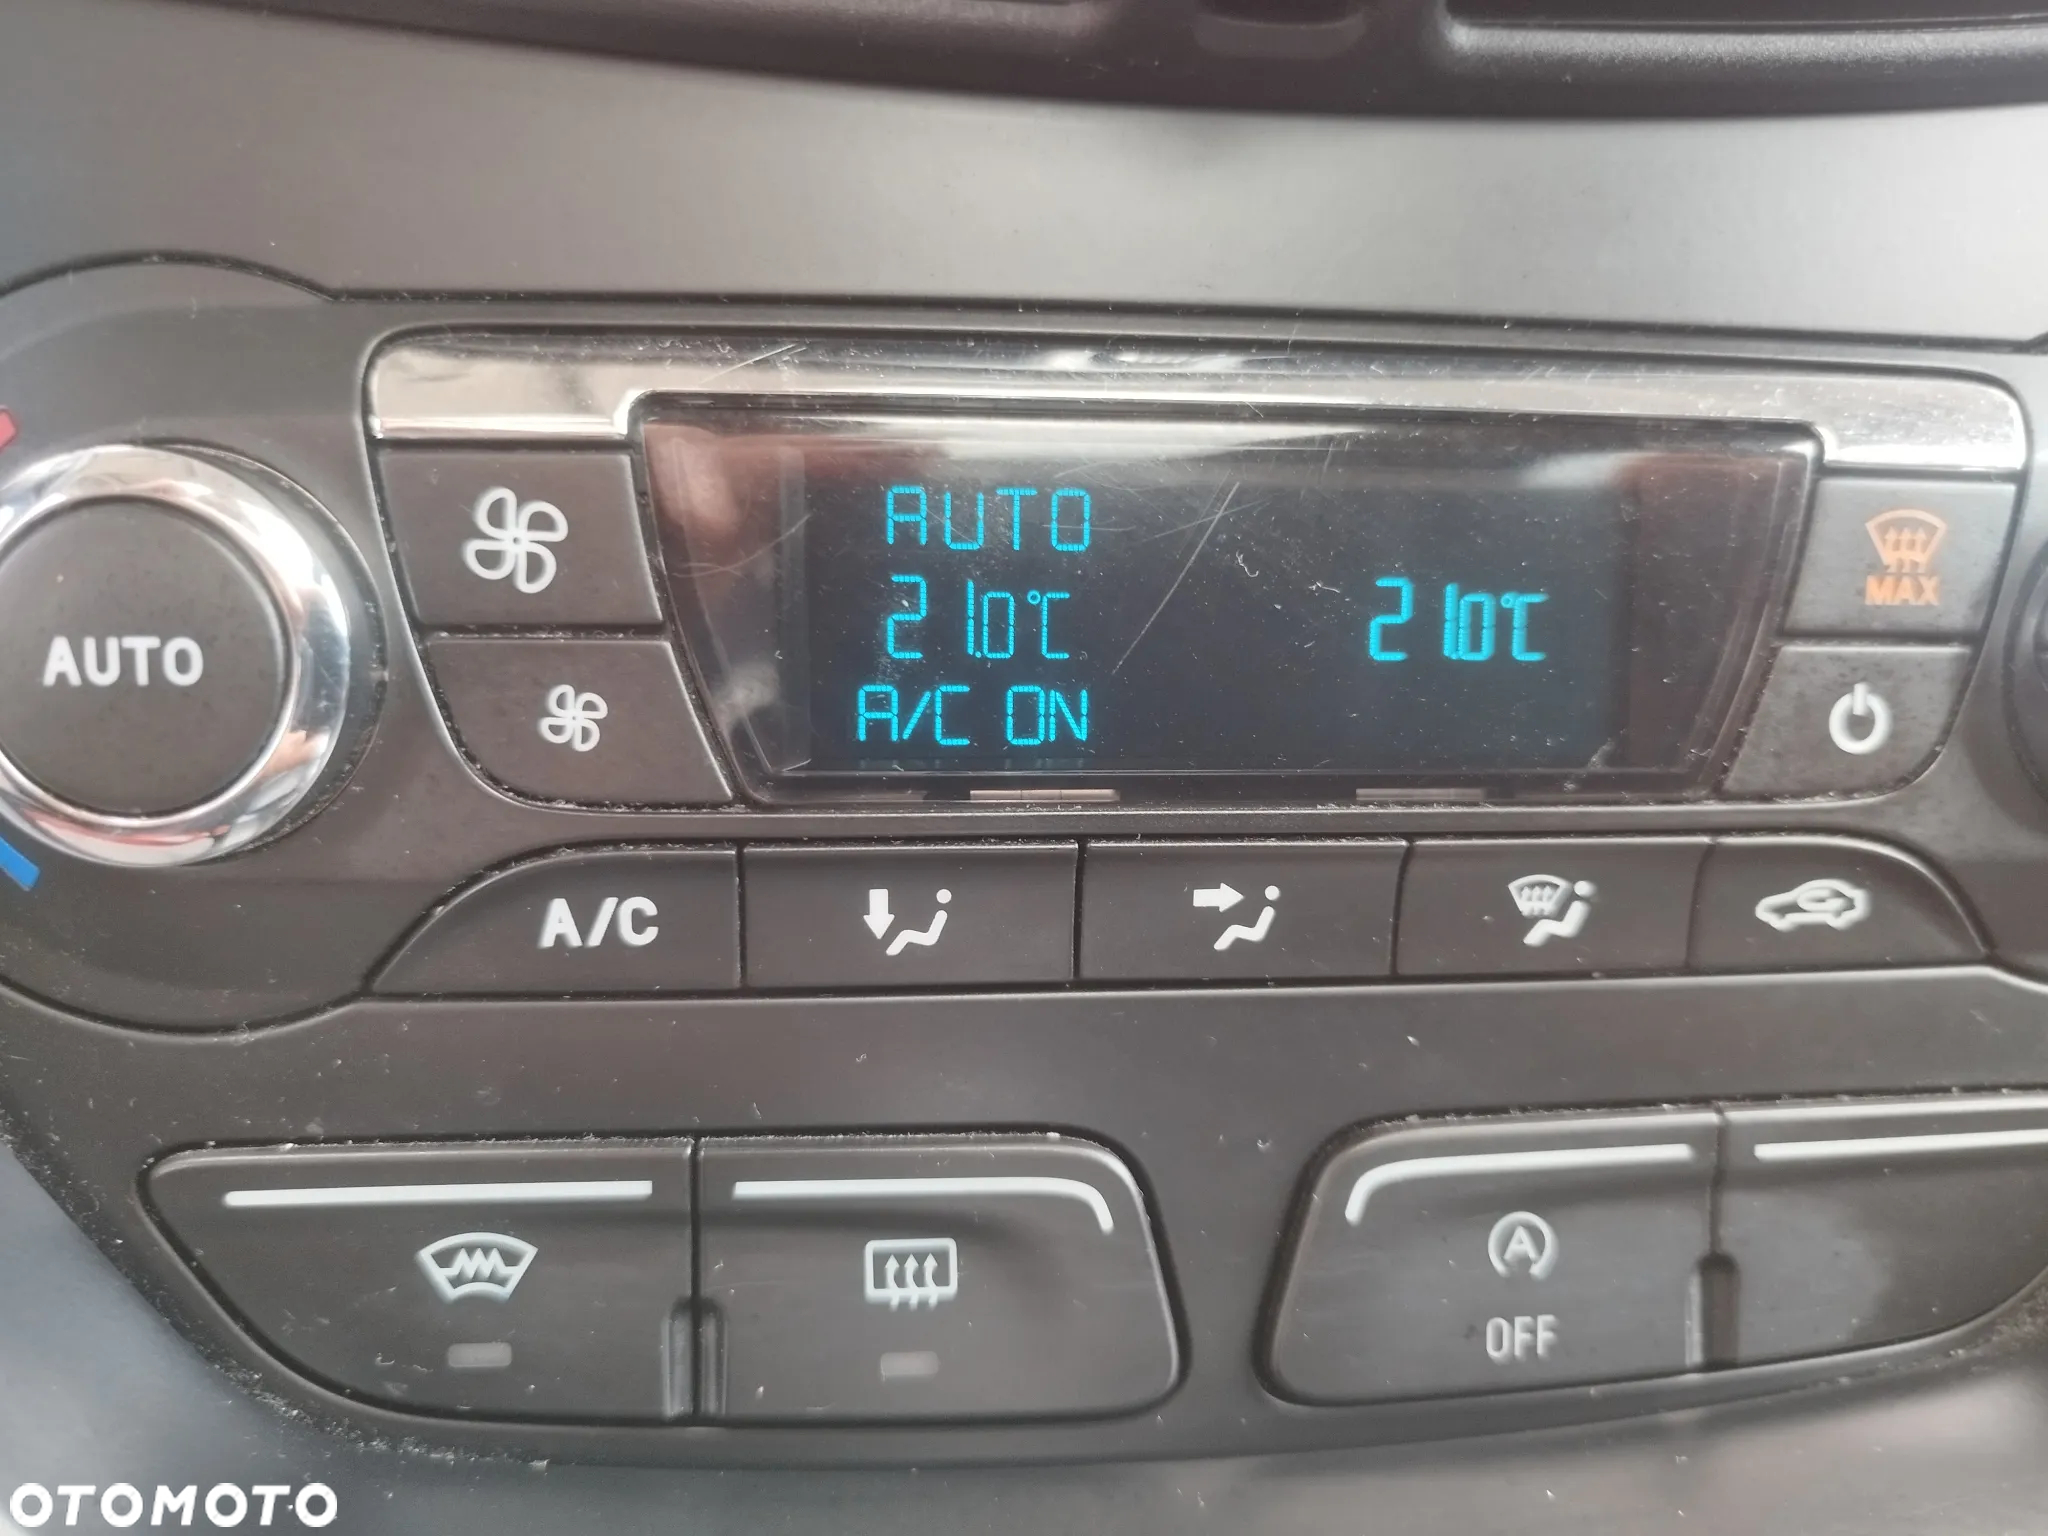 AUTO
AUTO
21.0°C 21.0°C
A/C ON
MAX
A/C
A
OFF
OTOMOTO